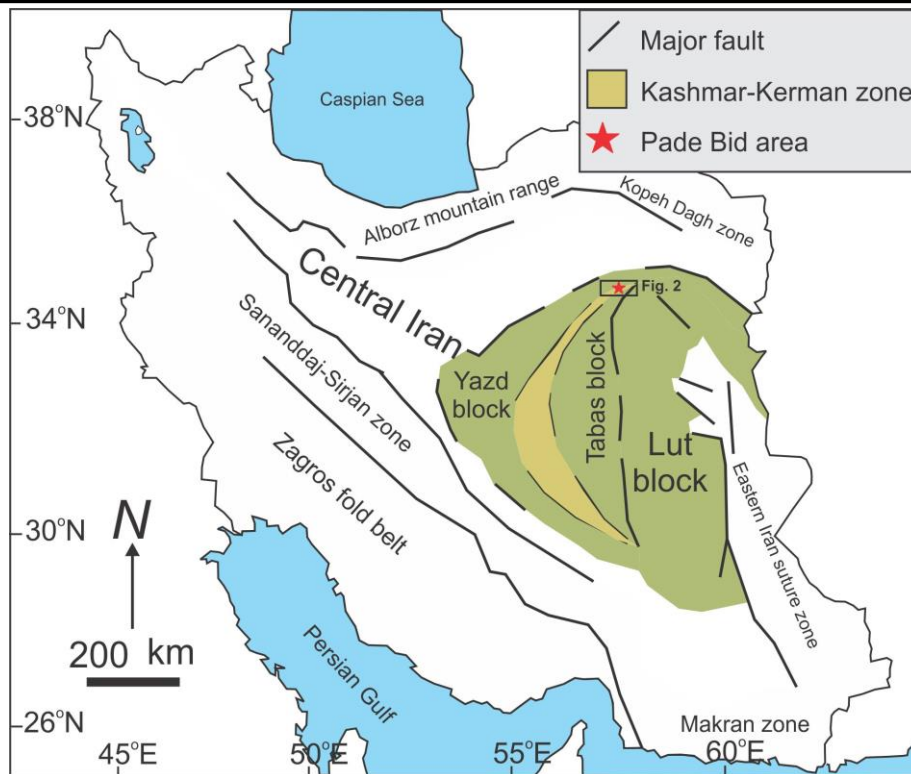 Major fault
Kashmar-Kerman zone
Pade Bid area
Caspian Sea
38°N
Alborz mountain range
Kopeh Dagh zone
Central Iran
Fig. 2
34°N
Sananddaj-Sirjan zone
Yazd
block
Tabas block
Lut
block
Zagros fold belt
Eastern Iran suture zone
30°N
N
200 km
Persian Gulf
26°N
Makran zone
45°E
50°E
55°E
60°E